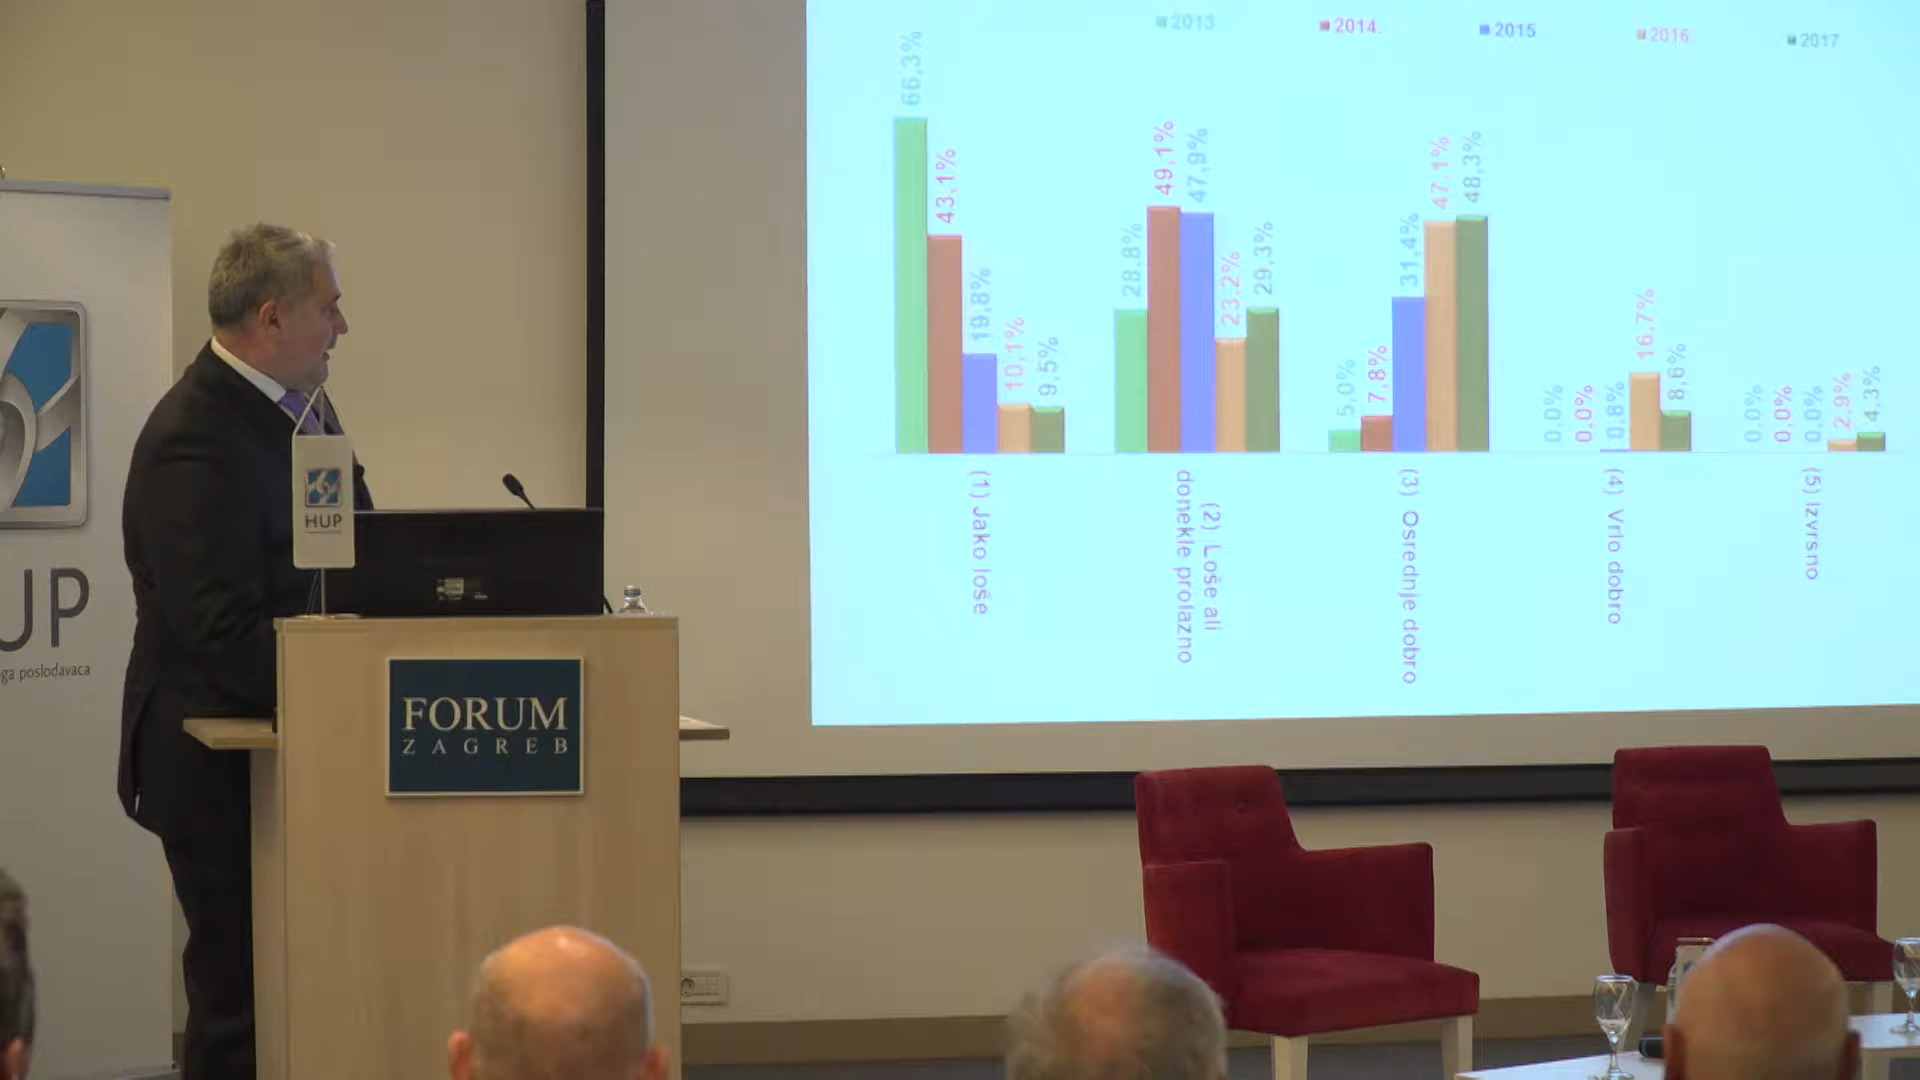 2013
2014.
2015
2016
2017
66,3%
43,1%
19,8%
10,1%
9,5%
28.8%
49,1%
47,9%
23.2%
29,3%
5,0%
7,8%
31.4%
47,1%
48,3%
0,0%
0,0%
0,8%
16,7%
8,6%
0,0%
0,0%
0,0%
2,9%
4,3%
(1) Jako loše
(2) Loše ali
donekle prolazno
(3) Osrednje dobro
(4) Vrlo dobro
(5) Izvrsno
HUP
UP
ga poslodavaca
FORUM
ZAGREB